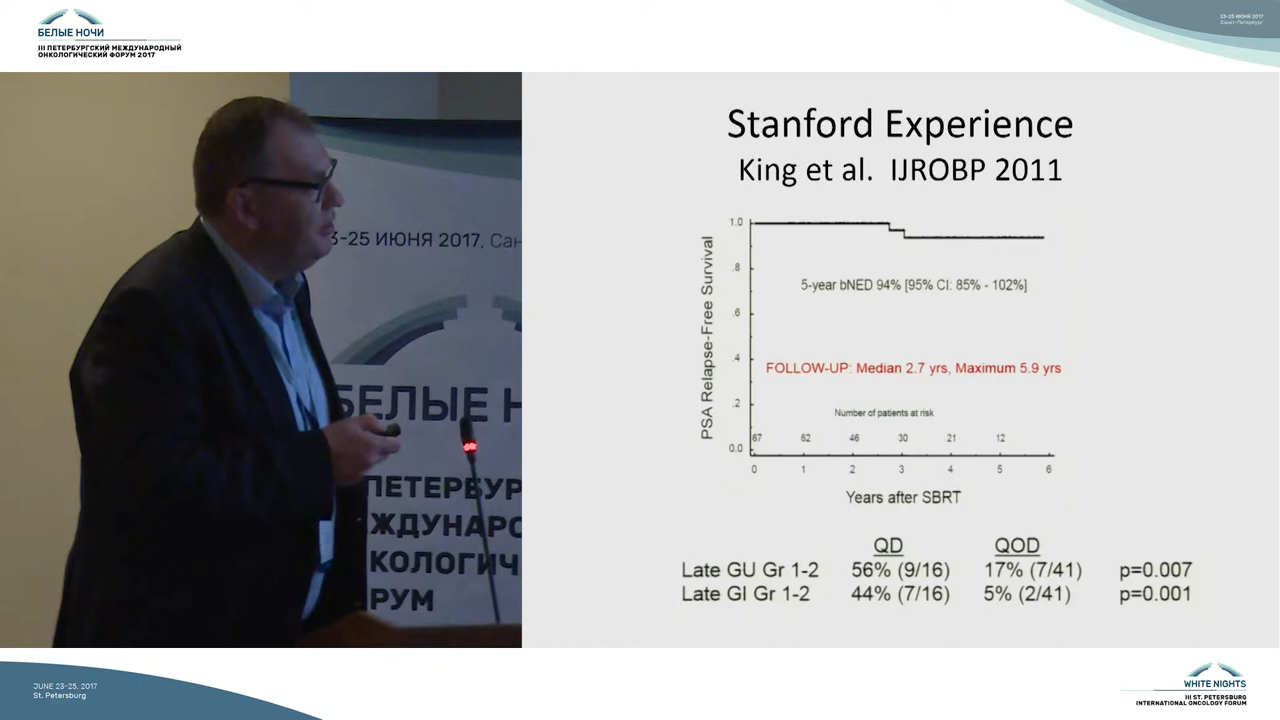 БЕЛЫЕ НОЧИ
III ПЕТЕРБУРГСКИЙ МЕЖДУНАРОДНЫЙ
ОНКОЛОГИЧЕСКИЙ ФОРУМ 2017
23-25 ИЮНЯ 2017
Санкт-Петербург
3-25 ИЮНЯ 2017, Сан
БЕЛЫЕ Н
ПЕТЕРБУР
ЖДУНАРО
КОЛОГИЧ
РУМ
Stanford Experience
King et al. IJROBP 2011
PSA Relapse-Free Survival
1.0
.8
.6
.4
.2
0.0
5-year bNED 94% [95% CI: 85% - 102%]
FOLLOW-UP: Median 2.7 yrs, Maximum 5.9 yrs
Number of patients at risk
67 62 46 30 21 12
0 1 2 3 4 5 6
Years after SBRT
QD QOD
Late GU Gr 1-2 56% (9/16) 17% (7/41) p=0.007
Late GI Gr 1-2 44% (7/16) 5% (2/41) p=0.001
JUNE 23-25, 2017
St. Petersburg
WHITE NIGHTS
III ST. PETERSBURG
INTERNATIONAL ONCOLOGY FORUM